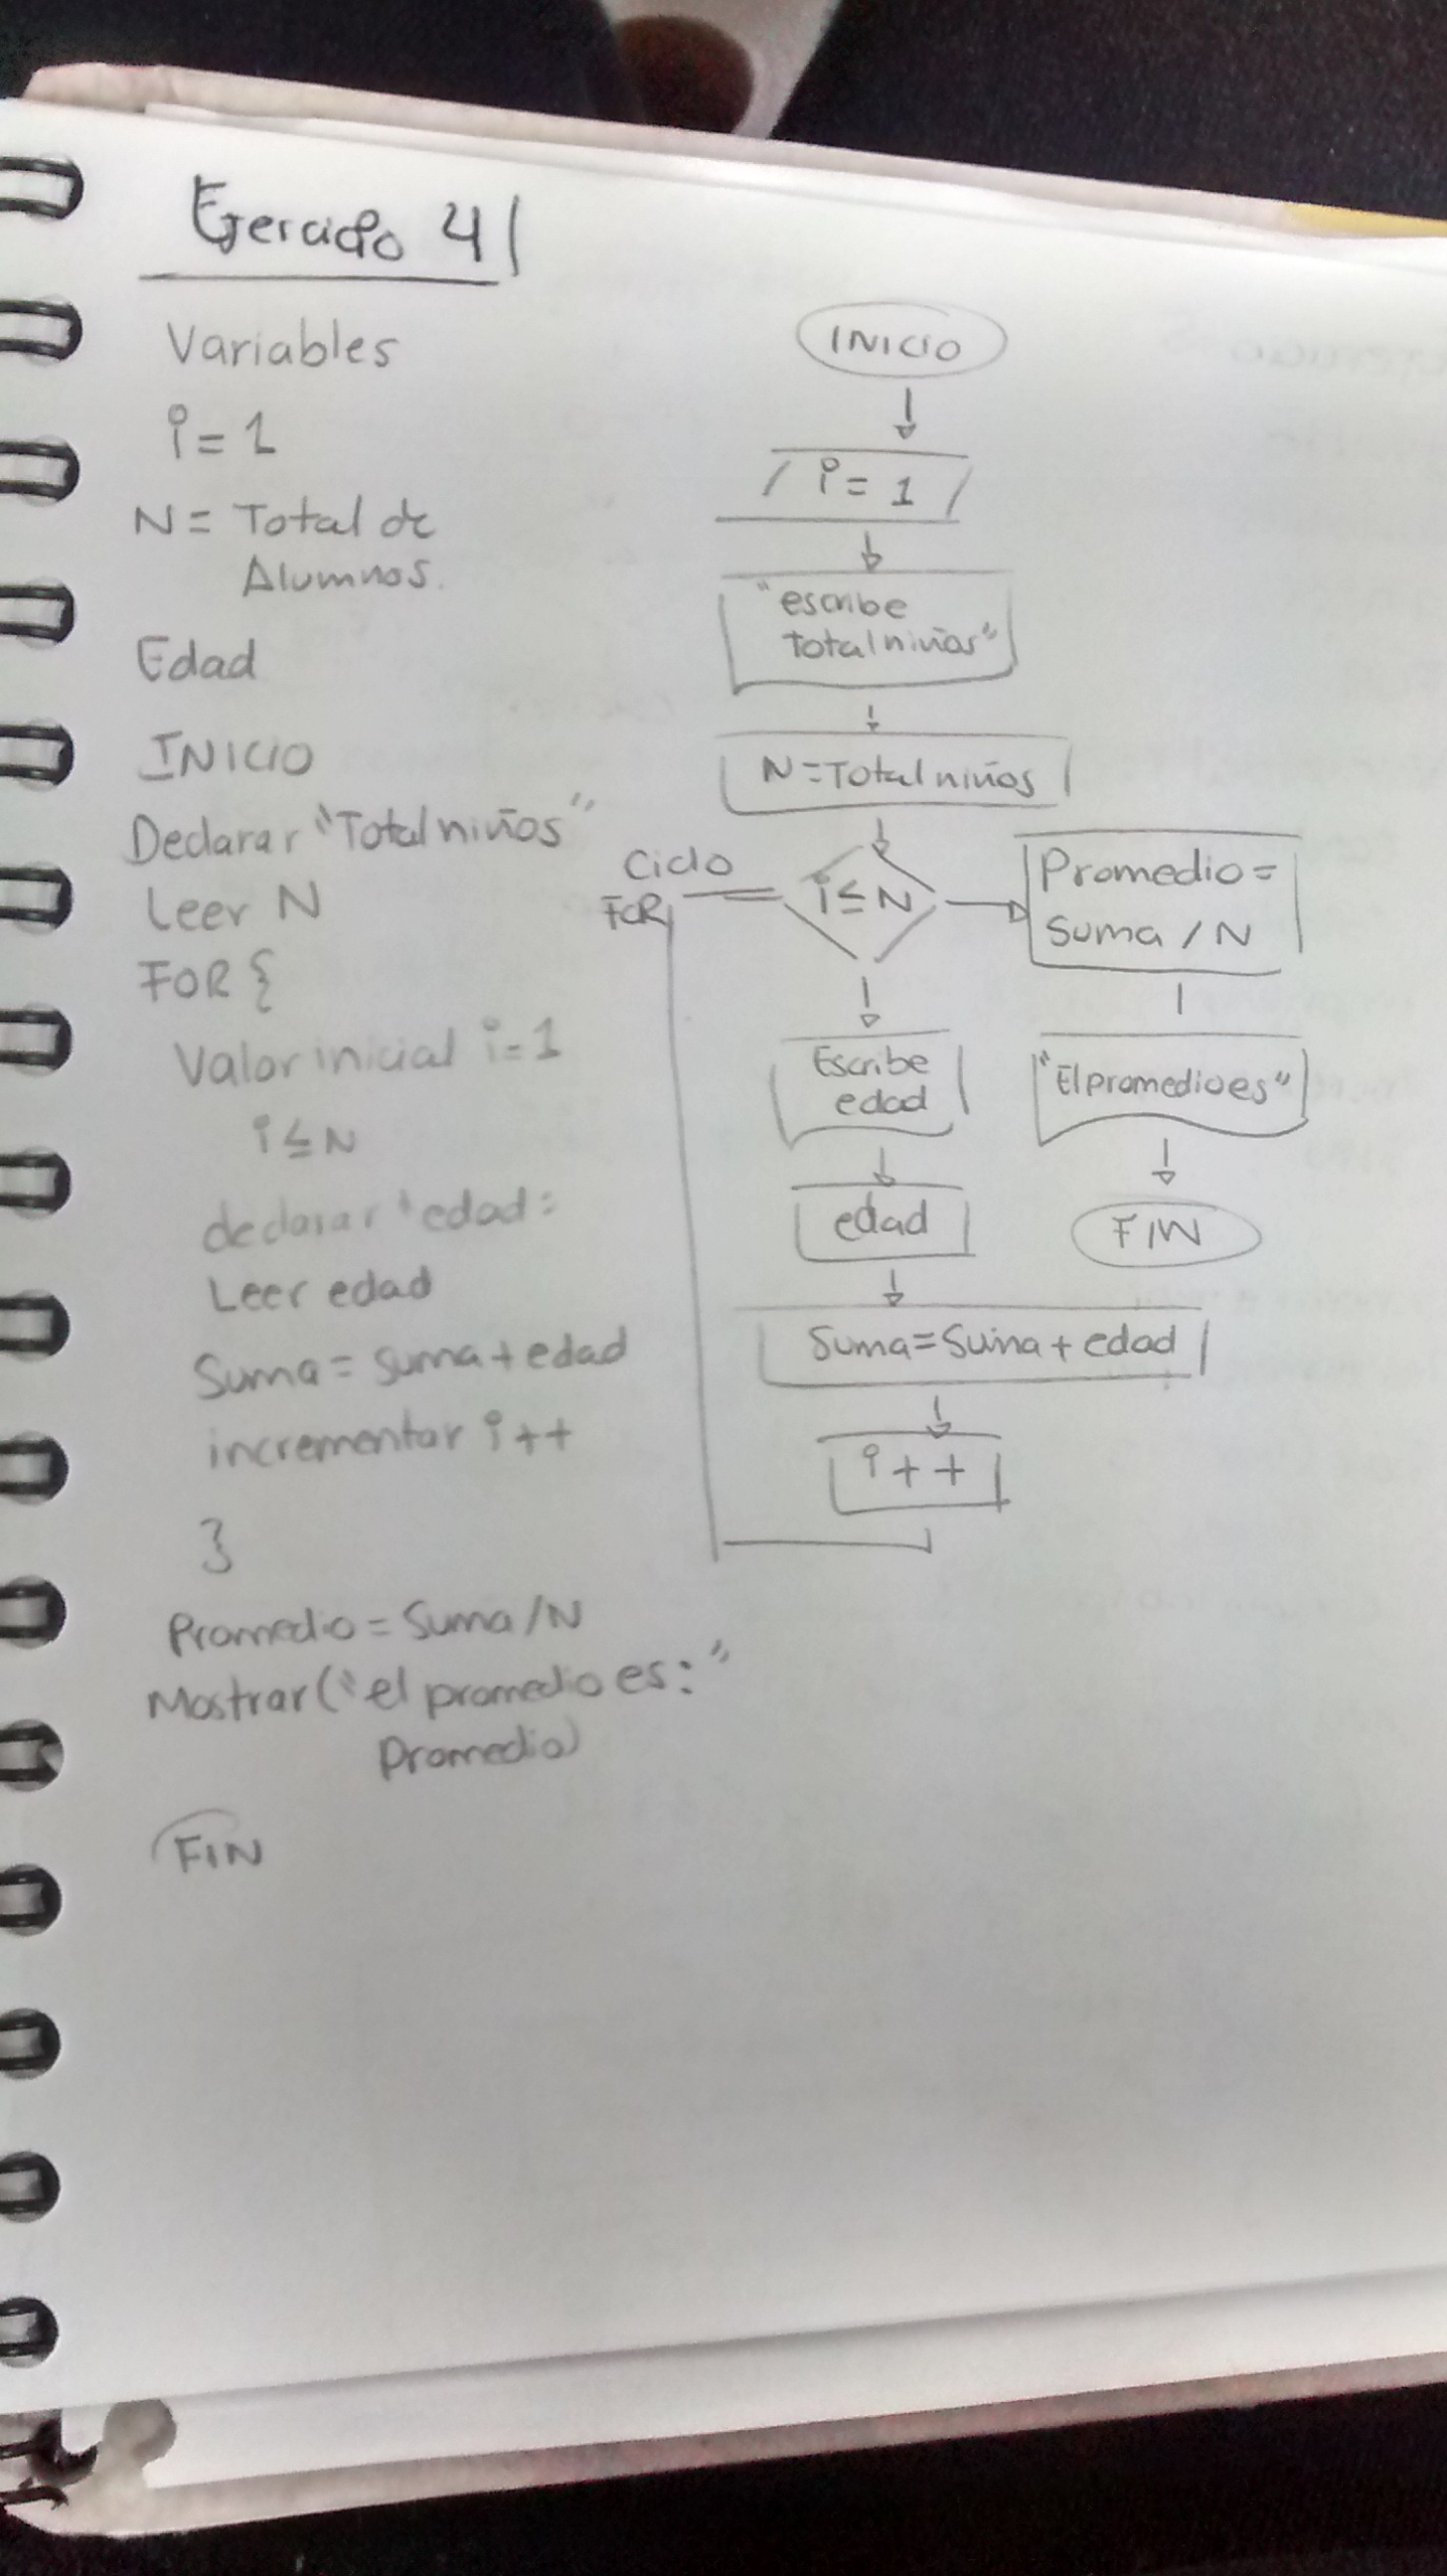 Ejercicio 4
Variables
i = 1
N = Total de
Alumnos.
Edad
INICIO
Declarar "Total niños"
Leer N
FOR {
Valor inicial i=1
i ≤ N
declarar "edad:
Leer edad
Suma = suma + edad
incrementar i ++
}
Promedio = Suma / N
Mostrar ("el promedio es:"
Promedio)
FIN
INICIO
i = 1
"escribe
Total niños"
N = Total niños
Ciclo
FOR
i ≤ N
Promedio =
Suma / N
Escribe
edad
"El promedio es"
edad
FIN
Suma = Suma + edad
i + +